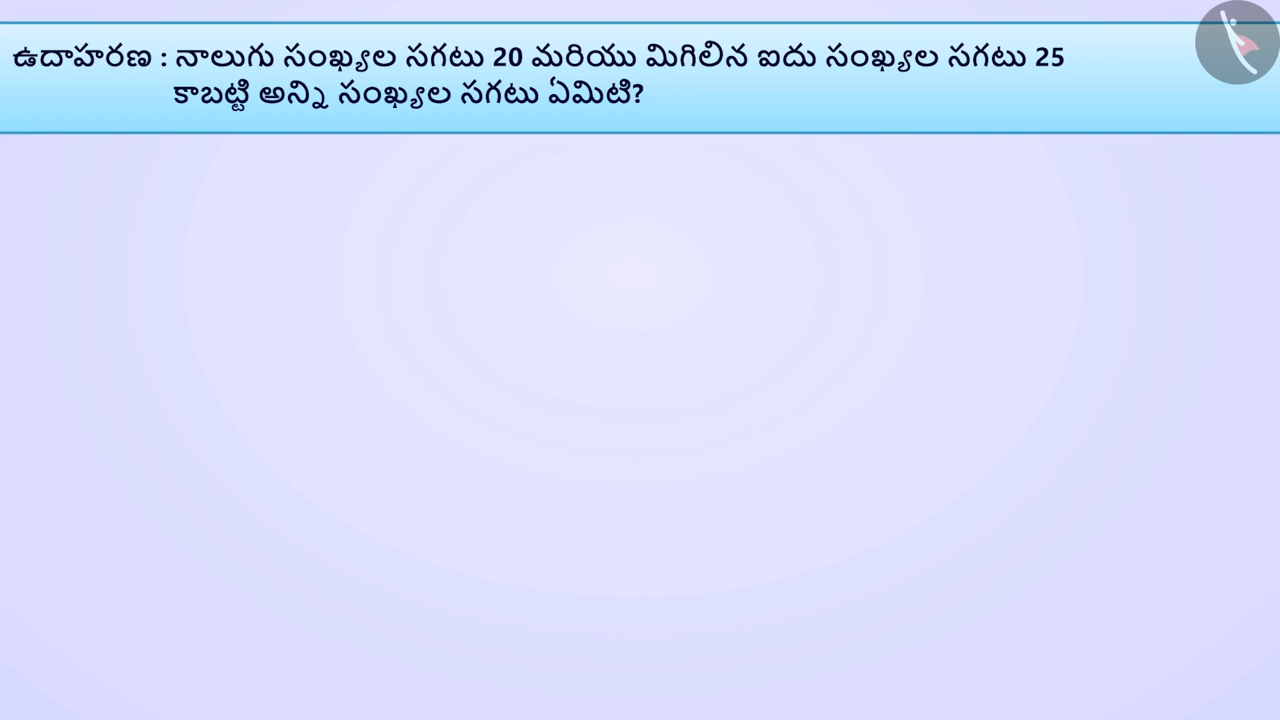 ఉదాహరణ : నాలుగు సంఖ్యల సగటు 20 మరియు మిగిలిన ఐదు సంఖ్యల సగటు 25
కాబట్టి అన్ని సంఖ్యల సగటు ఏమిటి?